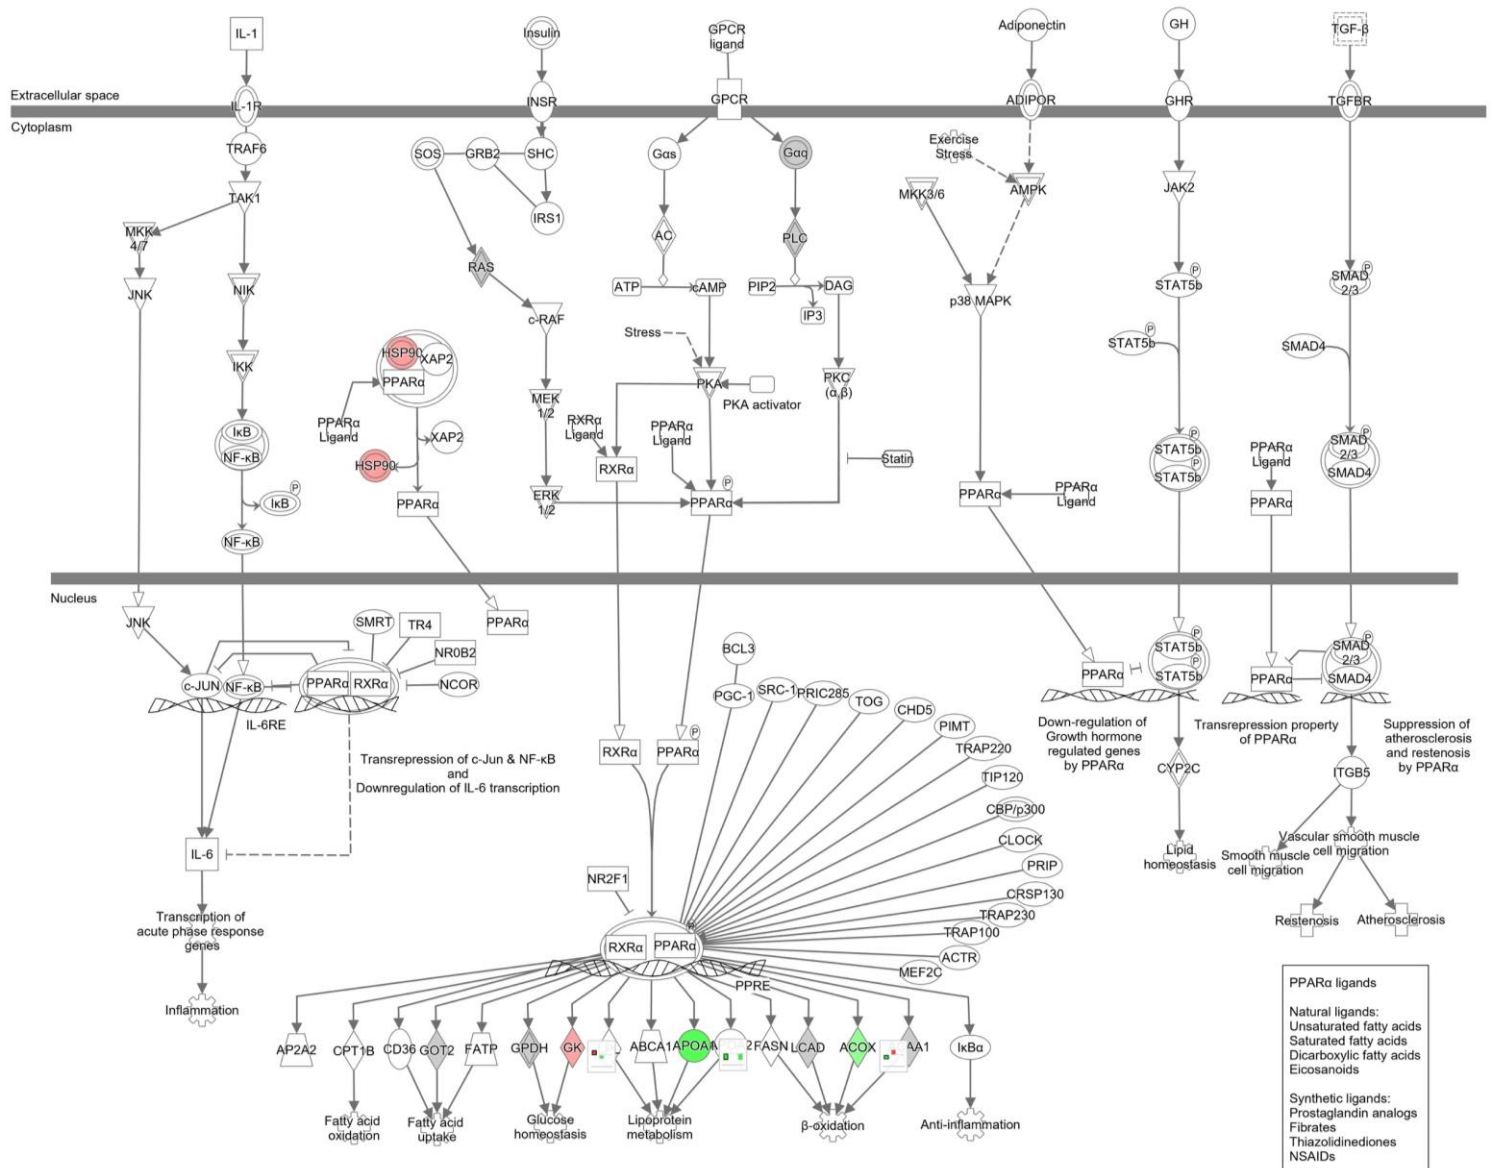 IL-1
Insulin
GPCR
ligand
Adiponectin
GH
TGF-β
Extracellular space
IL-1R
INSR
GPCR
ADIPOR
GHR
TGFBR
Cytoplasm
TRAF6
SOS
GRB2
SHC
Gαs
Gαq
Exercise
Stress
TAK1
IRS1
MKK3/6
AMPK
JAK2
MKK
4/7
AC
PLC
RAS
JNK
NIK
ATP
cAMP
PIP2
DAG
IP3
p38 MAPK
P
STAT5b
P
SMAD
2/3
c-RAF
Stress
P
STAT5b
SMAD4
HSP90
XAP2
PPARα
IKK
PKA
PKA activator
PKC
(α,β)
MEK
1/2
PPARα
Ligand
XAP2
HSP90
RXRα
Ligand
PPARα
Ligand
RXRα
Statin
IκB
NF-κB
P
STAT5b
P
STAT5b
PPARα
Ligand
P
SMAD
2/3
SMAD4
P
IκB
PPARα
ERK
1/2
P
PPARα
PPARα
PPARα
Ligand
PPARα
NF-κB
Nucleus
JNK
PPARα
SMRT
TR4
NR0B2
NCOR
c-JUN
NF-κB
PPARα
RXRα
IL-6RE
BCL3
PGC-1
SRC-1
PRIC285
TOG
CHD5
PIMT
TRAP220
TIP120
CBP/p300
CLOCK
PRIP
CRSP130
TRAP230
TRAP100
ACTR
MEF2C
P
STAT5b
P
STAT5b
PPARα
PPARα
P
SMAD
2/3
SMAD4
Down-regulation of
Growth hormone
regulated genes
by PPARα
Transrepression property
of PPARα
Suppression of
atherosclerosis
and restenosis
by PPARα
RXRα
P
PPARα
Transrepression of c-Jun & NF-κB
and
Downregulation of IL-6 transcription
CYP2C
ITGB5
IL-6
Lipid
homeostasis
Smooth muscle
cell migration
Vascular smooth muscle
cell migration
NR2F1
Restenosis
Atherosclerosis
Transcription of
acute phase response
genes
RXRα
PPARα
PPRE
Inflammation
AP2A2
CPT1B
CD36
GOT2
FATP
GPDH
GK
ABCA1
FASN
LCAD
ACOX
IκBα
Fatty acid
oxidation
Fatty acid
uptake
Glucose
homeostasis
Lipoprotein
metabolism
β-oxidation
Anti-inflammation
PPARα ligands
Natural ligands:
Unsaturated fatty acids
Saturated fatty acids
Dicarboxylic fatty acids
Eicosanoids
Synthetic ligands:
Prostaglandin analogs
Fibrates
Thiazolidinediones
NSAIDs